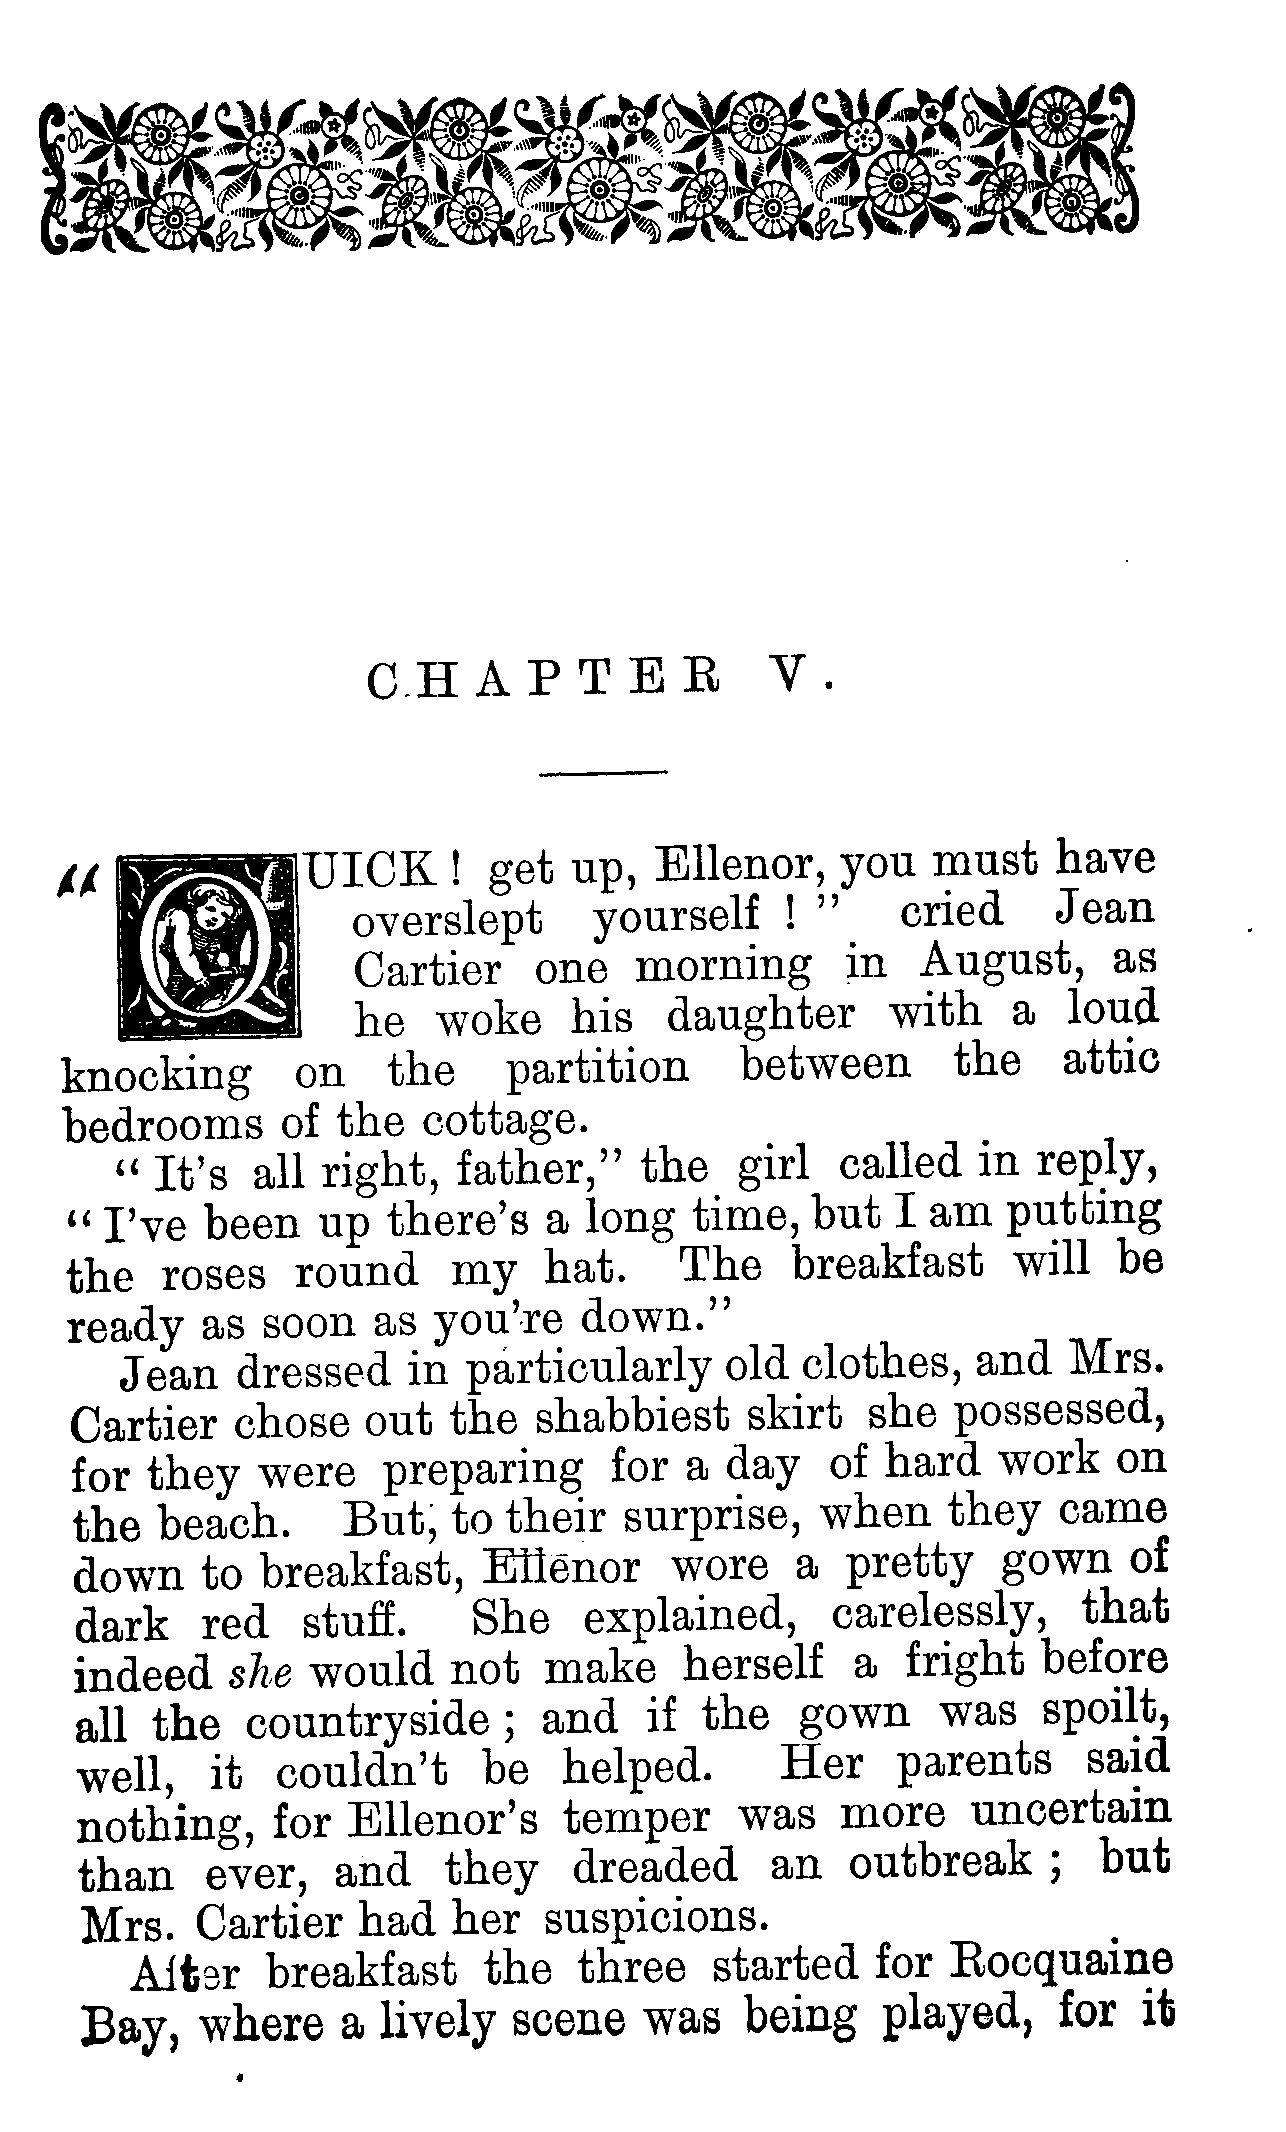 CHAPTER V.
“QUICK! get up, Ellenor, you must have
overslept yourself!” cried Jean
Cartier one morning in August, as
he woke his daughter with a loud
knocking on the partition between the attic
bedrooms of the cottage.
“It’s all right, father,” the girl called in reply,
“I’ve been up there’s a long time, but I am putting
the roses round my hat. The breakfast will be
ready as soon as you’re down.”
Jean dressed in particularly old clothes, and Mrs.
Cartier chose out the shabbiest skirt she possessed,
for they were preparing for a day of hard work on
the beach. But, to their surprise, when they came
down to breakfast, Ellenor wore a pretty gown of
dark red stuff. She explained, carelessly, that
indeed she would not make herself a fright before
all the countryside; and if the gown was spoilt,
well, it couldn’t be helped. Her parents said
nothing, for Ellenor’s temper was more uncertain
than ever, and they dreaded an outbreak; but
Mrs. Cartier had her suspicions.
After breakfast the three started for Rocquaine
Bay, where a lively scene was being played, for it